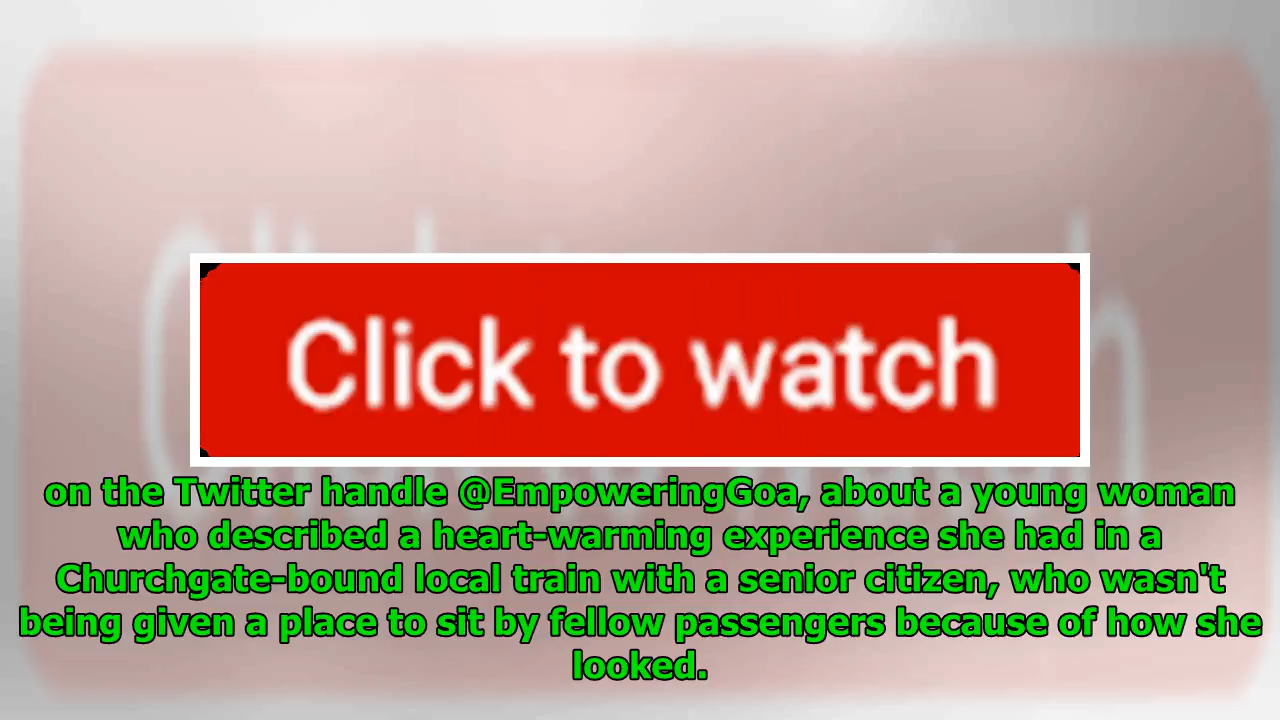 Click to watch
on the Twitter handle @EmpoweringGoa, about a young woman
who described a heart-warming experience she had in a
Churchgate-bound local train with a senior citizen, who wasn't
being given a place to sit by fellow passengers because of how she
looked.